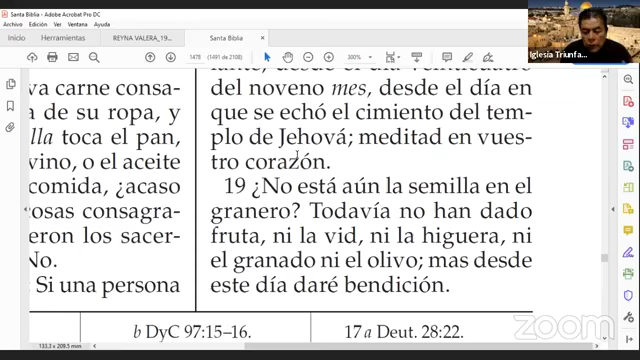 Santa Biblia - Adobe Acrobat Pro DC
Archivo Edición Ver Ventana Ayuda
Inicio Herramientas REYNA VALERA_19... Santa Biblia ×
1478 (1491 de 2108) 300%
Iglesia Triunfa...
va carne consa-
a de su ropa, y
lla toca el pan,
vino, o el aceite
comida, ¿acaso
cosas consagra-
eron los sacer-
No.
Si una persona
del noveno mes, desde el día en
que se echó el cimiento del tem-
plo de Jehová; meditad en vues-
tro corazón.
19 ¿No está aún la semilla en el
granero? Todavía no han dado
fruta, ni la vid, ni la higuera, ni
el granado ni el olivo; mas desde
este día daré bendición.
b DyC 97:15–16.
17 a Deut. 28:22.
133.3 x 209.5 mm
zoom